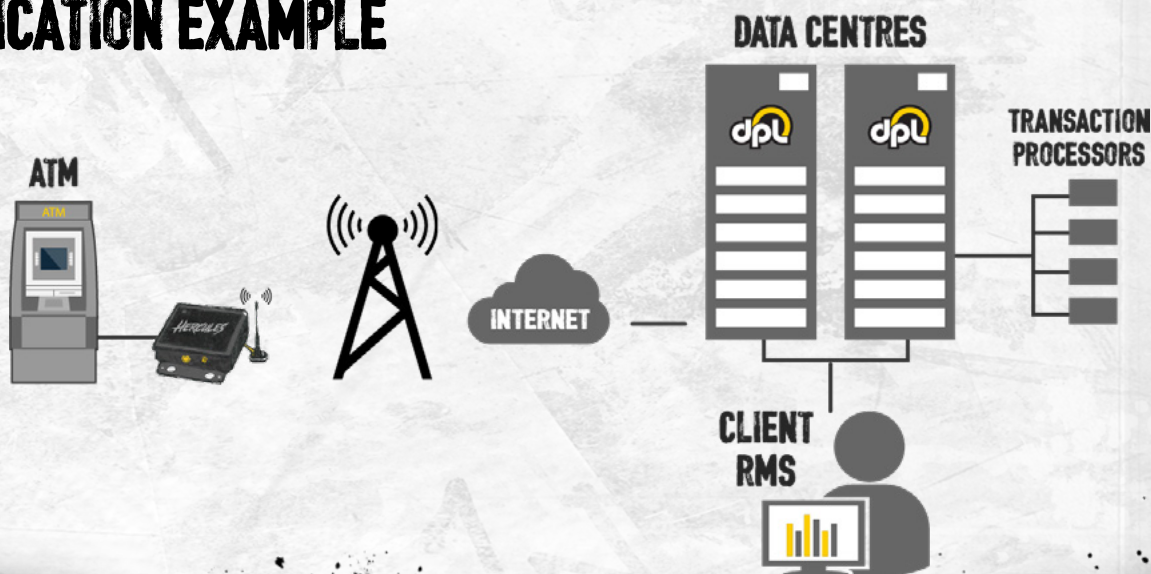 ICATION EXAMPLE
DATA CENTRES
dpl
dpl
TRANSACTION
PROCESSORS
ATM
ATM
HERCULES
INTERNET
CLIENT
RMS